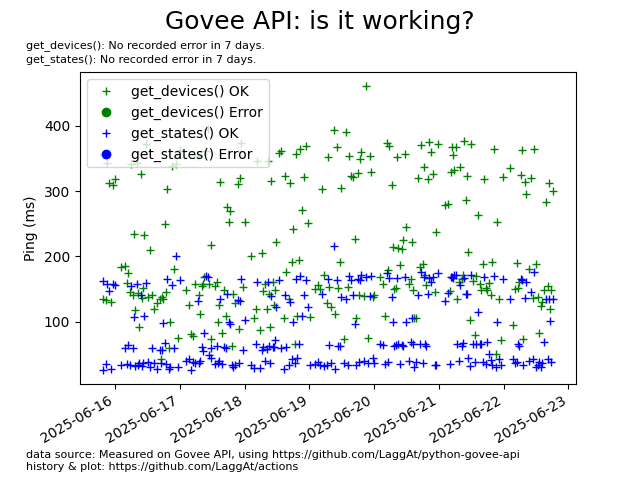 Govee API: is it working?
get_devices(): No recorded error in 7 days.
get_states(): No recorded error in 7 days.
get_devices() OK
get_devices() Error
get_states() OK
get_states() Error
400
300
200
100
Ping (ms)
2025-06-16
2025-06-17
2025-06-18
2025-06-19
2025-06-20
2025-06-21
2025-06-22
2025-06-23
data source: Measured on Govee API, using https://github.com/LaggAt/python-govee-api
history & plot: https://github.com/LaggAt/actions